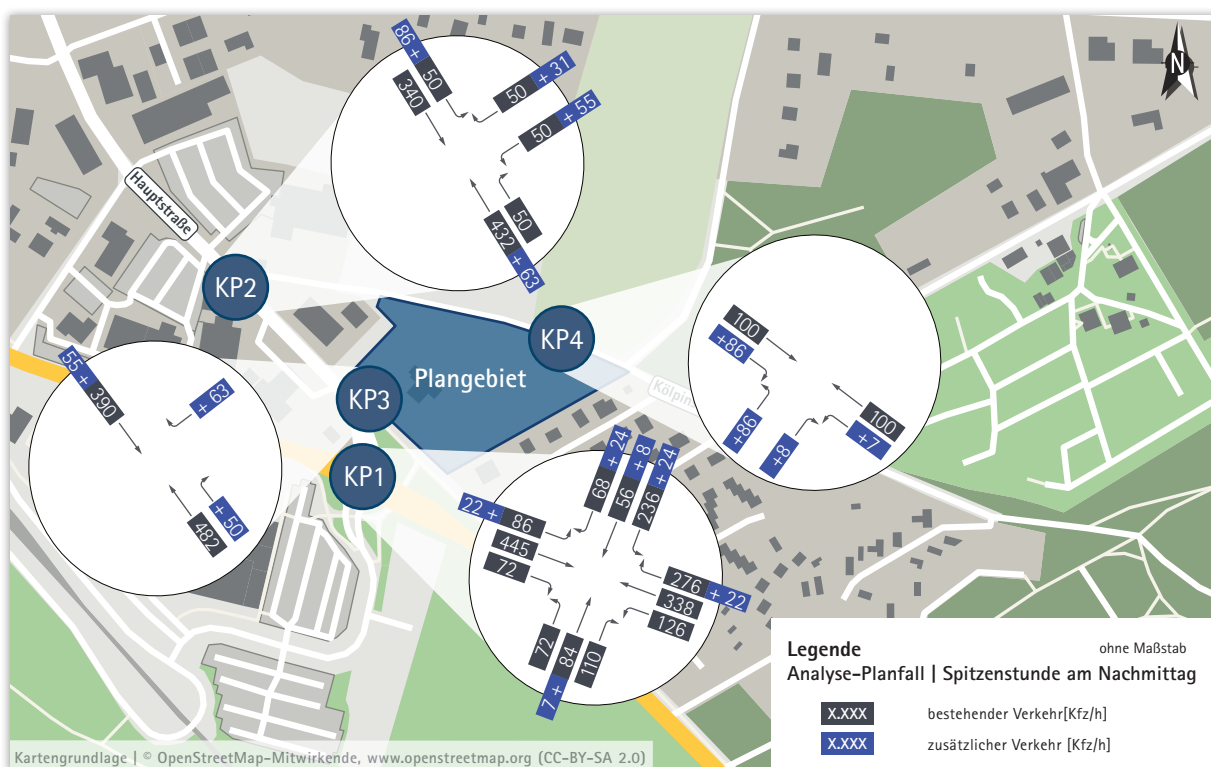 N
Hauptstraße
KP2
KP4
KP3
KP1
Plangebiet
Kölpin
86 + 50
340
50 + 31
50 + 55
50
432 + 63
55 + 390
+ 63
+ 50
482
100
+86
+86
+8
100
+7
68 + 24
56 + 8
236 + 24
22 + 86
445
72
276 + 22
338
126
72
7 + 84
110
Legende
ohne Maßstab
Analyse-Planfall | Spitzenstunde am Nachmittag
X.XXX bestehender Verkehr[Kfz/h]
X.XXX zusätzlicher Verkehr [Kfz/h]
Kartengrundlage | © OpenStreetMap-Mitwirkende, www.openstreetmap.org (CC-BY-SA 2.0)